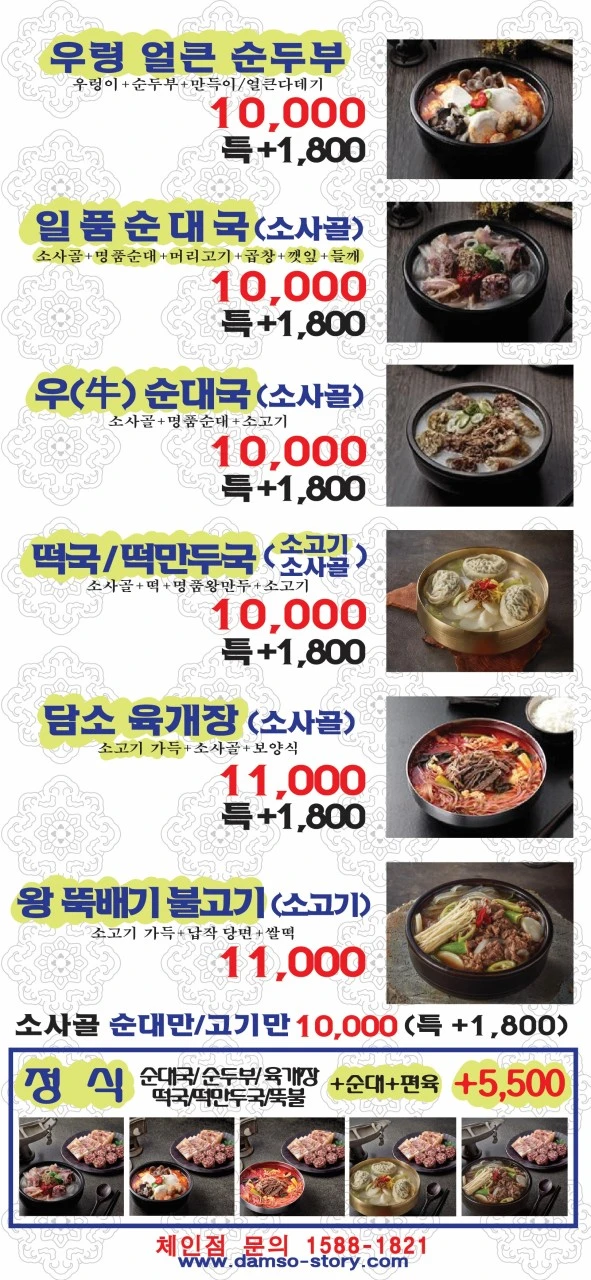 우렁 얼큰 순두부
우렁이+순두부+만득이/얼큰다데기
10,000
특+1,800
일품순대국(소사골)
소사골+명품순대+머리고기+곱창+깻잎+들깨
10,000
특+1,800
우(牛) 순대국(소사골)
소사골+명품순대+소고기
10,000
특+1,800
떡국/떡만두국(소고기
소사골)
소사골+떡+명품왕만두+소고기
10,000
특+1,800
담소 육개장(소사골)
소고기 가득+소사골+보양식
11,000
특+1,800
왕 뚝배기 불고기(소고기)
소고기 가득+납작 당면+쌀떡
11,000
소사골 순대만/고기만 10,000 (특 +1,800)
정 식 순대국/순두부/육개장
떡국/떡만두국/뚝불
+순대+편육 +5,500
체인점 문의 1588-1821
www.damso-story.com